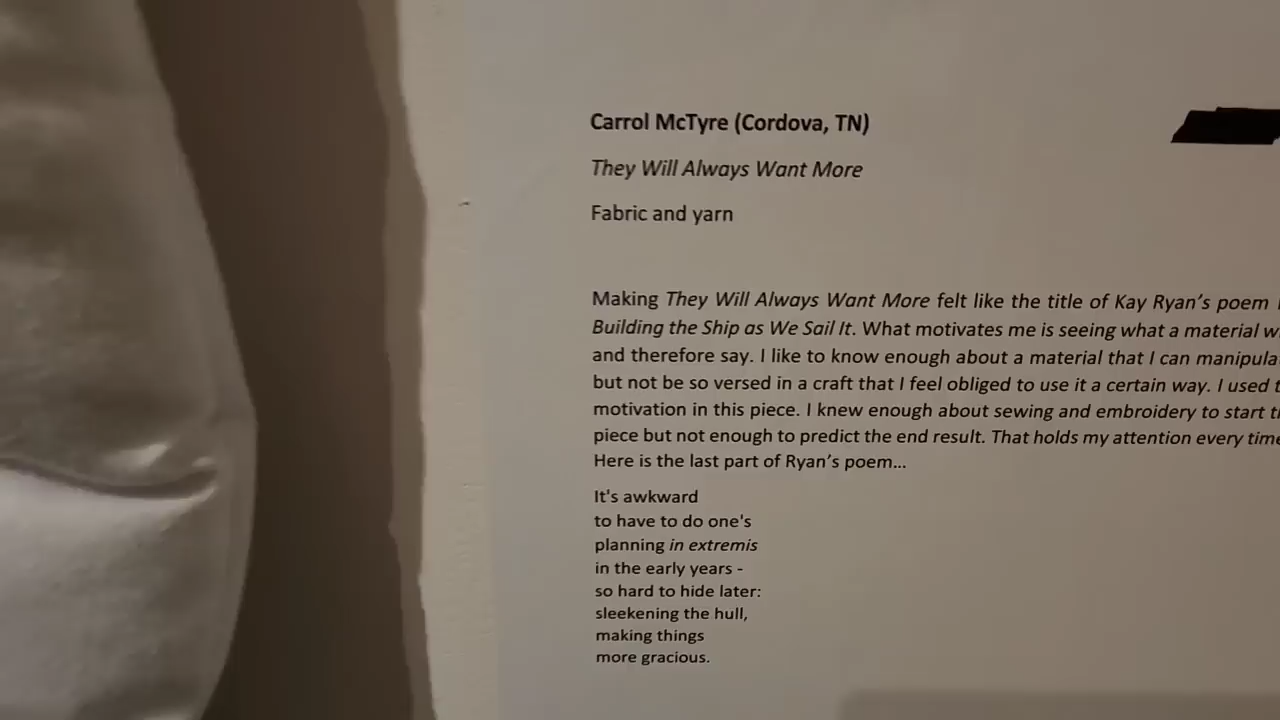 Carrol McTyre (Cordova, TN)
They Will Always Want More
Fabric and yarn
Making They Will Always Want More felt like the title of Kay Ryan's poem
Building the Ship as We Sail It. What motivates me is seeing what a material
and therefore say. I like to know enough about a material that I can
but not be so versed in a craft that I feel obliged to use it a certain way. I used
motivation in this piece. I knew enough about sewing and embroidery to start
piece but not enough to predict the end result. That holds my attention every time
Here is the last part of Ryan's poem...
It's awkward
to have to do one's
planning in extremis
in the early years -
so hard to hide later:
sleekening the hull,
making things
more gracious.